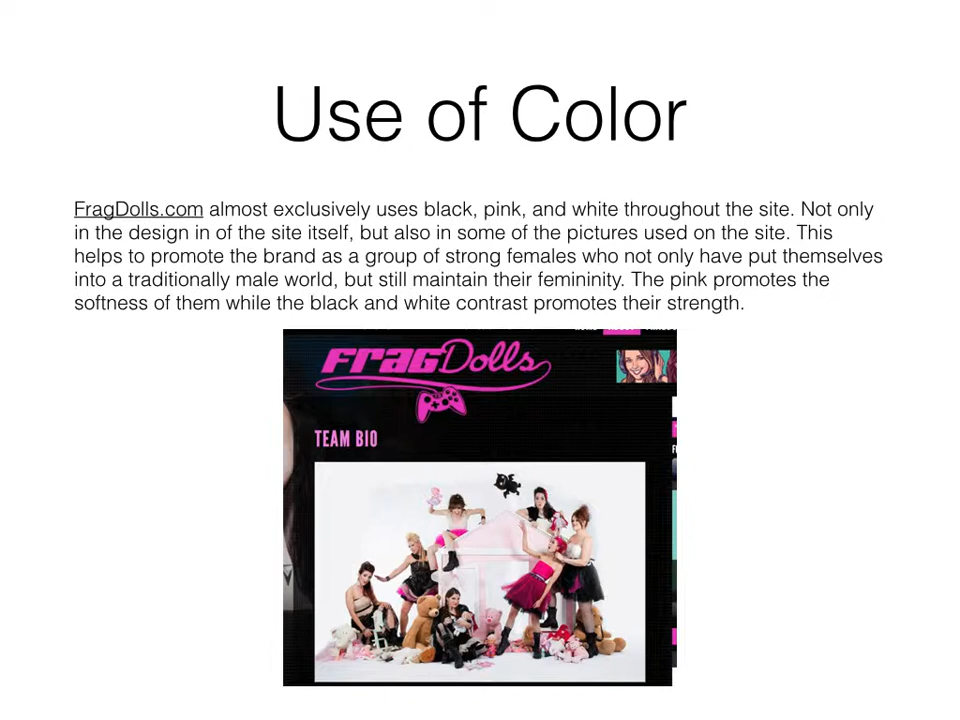 Use of Color
FragDolls.com almost exclusively uses black, pink, and white throughout the site. Not only
in the design in of the site itself, but also in some of the pictures used on the site. This
helps to promote the brand as a group of strong females who not only have put themselves
into a traditionally male world, but still maintain their femininity. The pink promotes the
softness of them while the black and white contrast promotes their strength.
FragDolls
TEAM BIO